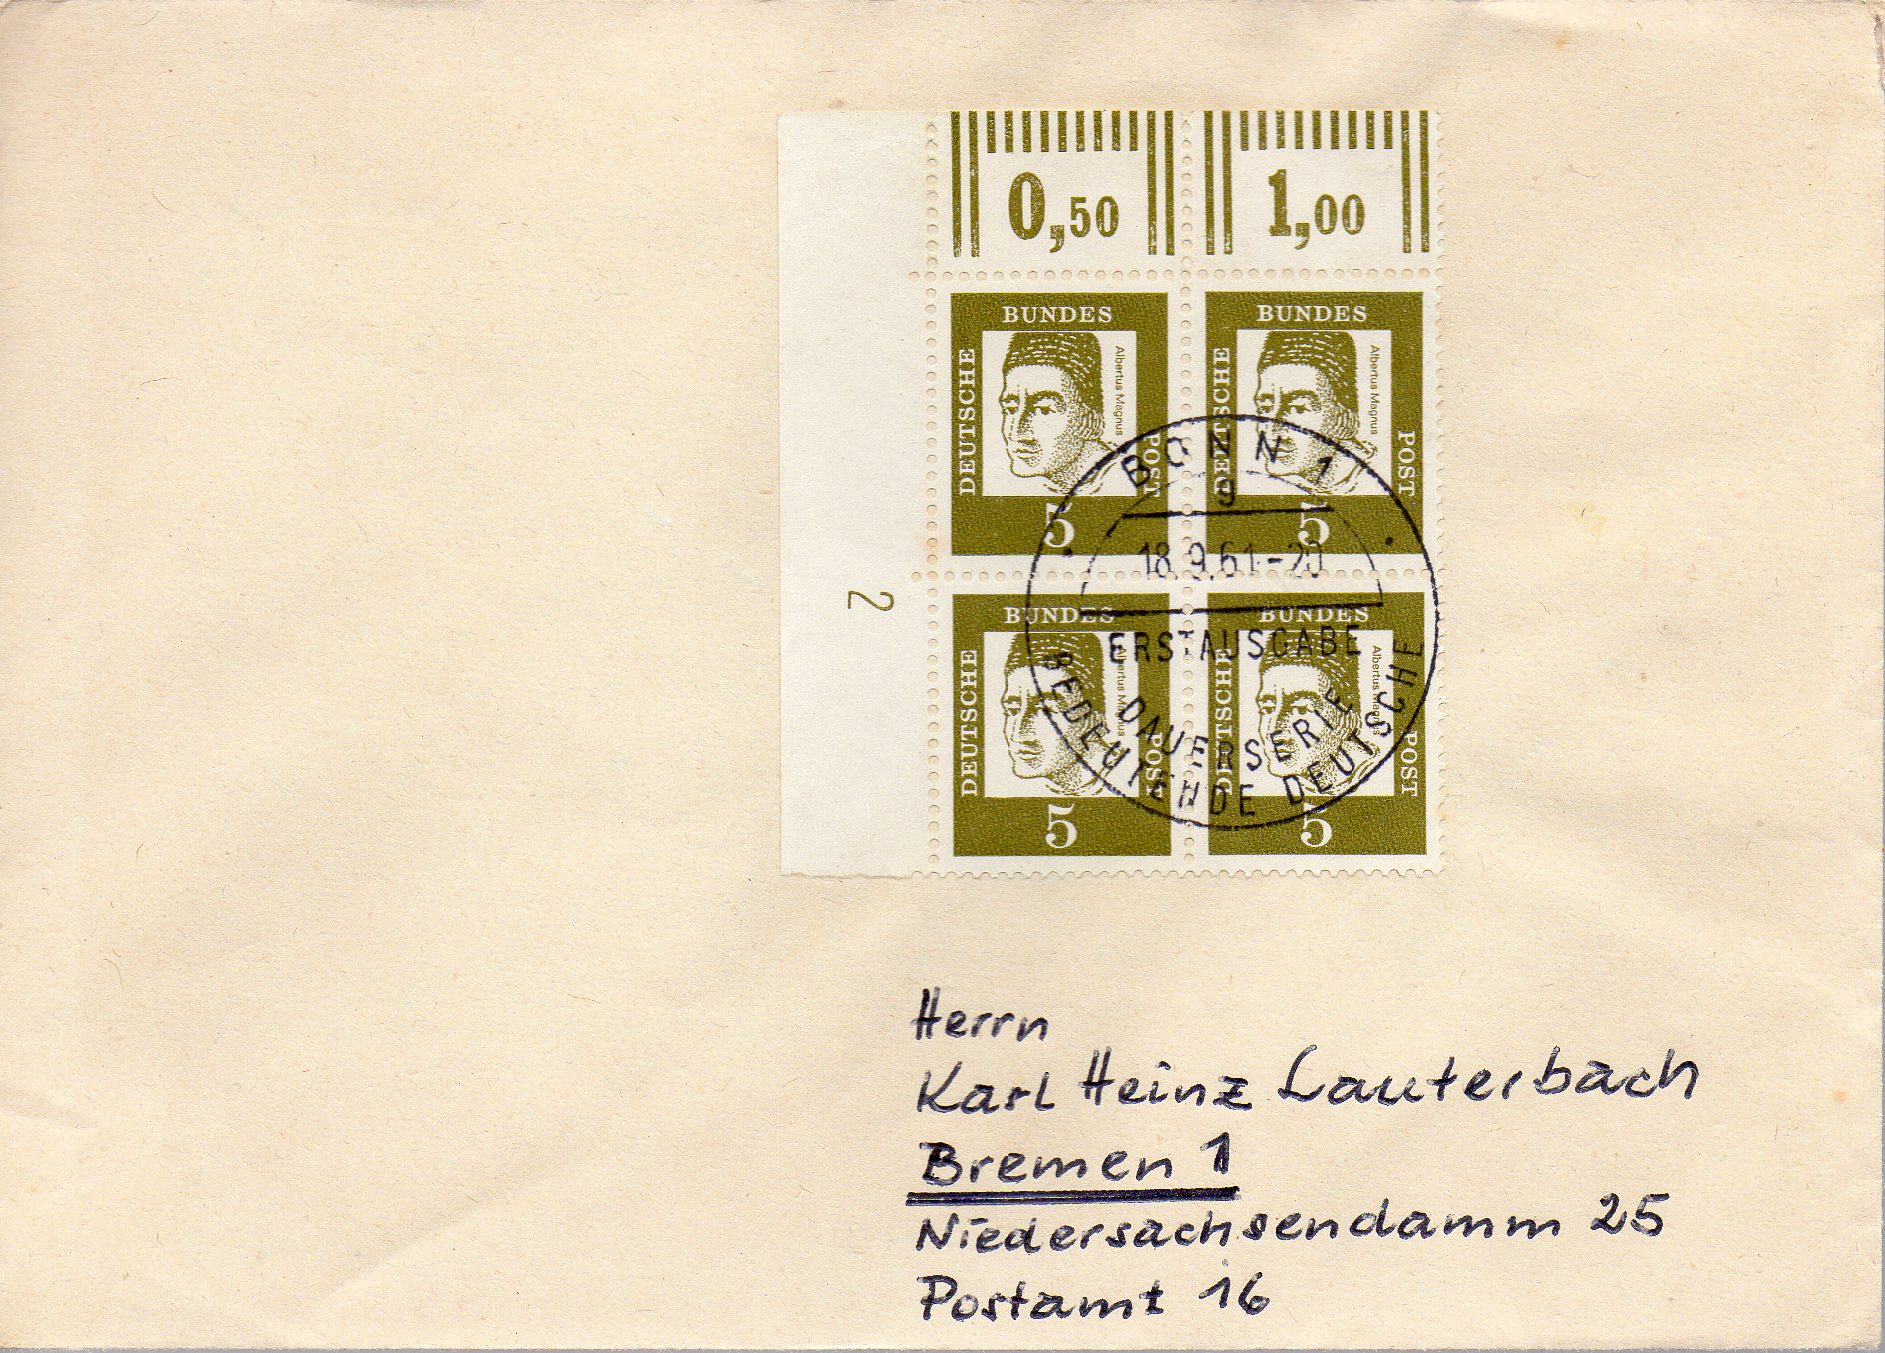 0,50 1,00
BUNDES BUNDES
DEUTSCHE Albertus Magnus POST DEUTSCHE Albertus Magnus POST
5 5
BONN 1
g
18.9.61-20
2
BUNDES BUNDES
ERSTAUSGABE
DAUERSERIE
BEDEUTENDE DEUTSCHE
DEUTSCHE Albertus Magnus POST DEUTSCHE Albertus Magnus POST
5 5
Herrn
Karl Heinz Lauterbach
Bremen 1
Niedersachsendamm 25
Postamt 16